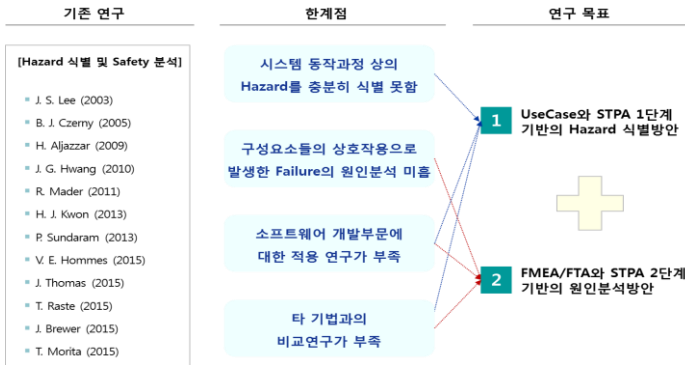 기존 연구
한계점
연구 목표
[Hazard 식별 및 Safety 분석]
J. S. Lee (2003)
B. J. Czerny (2005)
H. Aljazzar (2009)
J. G. Hwang (2010)
R. Mader (2011)
H. J. Kwon (2013)
P. Sundaram (2013)
V. E. Hommes (2015)
J. Thomas (2015)
T. Raste (2015)
J. Brewer (2015)
T. Morita (2015)
시스템 동작과정 상의
Hazard를 충분히 식별 못함
구성요소들의 상호작용으로
발생한 Failure의 원인분석 미흡
소프트웨어 개발부문에
대한 적용 연구가 부족
타 기법과의
비교연구가 부족
1
UseCase와 STPA 1단계
기반의 Hazard 식별방안
2
FMEA/FTA와 STPA 2단계
기반의 원인분석방안